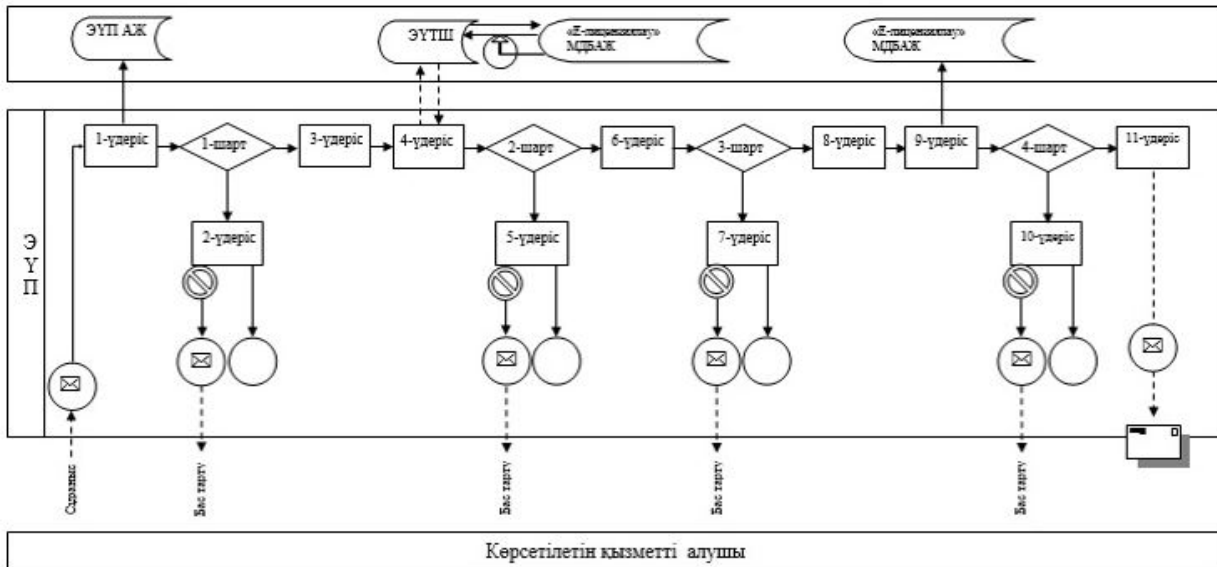 ЭҮП АЖ
ЭҮТШ
«Е-лицензиялау»
МДБАЖ
«Е-лицензиялау»
МДБАЖ
1-үдеріс
1-шарт
3-үдеріс
4-үдеріс
2-шарт
6-үдеріс
3-шарт
8-үдеріс
9-үдеріс
4-шарт
11-үдеріс
2-үдеріс
5-үдеріс
7-үдеріс
10-үдеріс
Э
Ү
П
Сұраныс
Бас тарту
Бас тарту
Бас тарту
Бас тарту
Көрсетілетін қызметті алушы